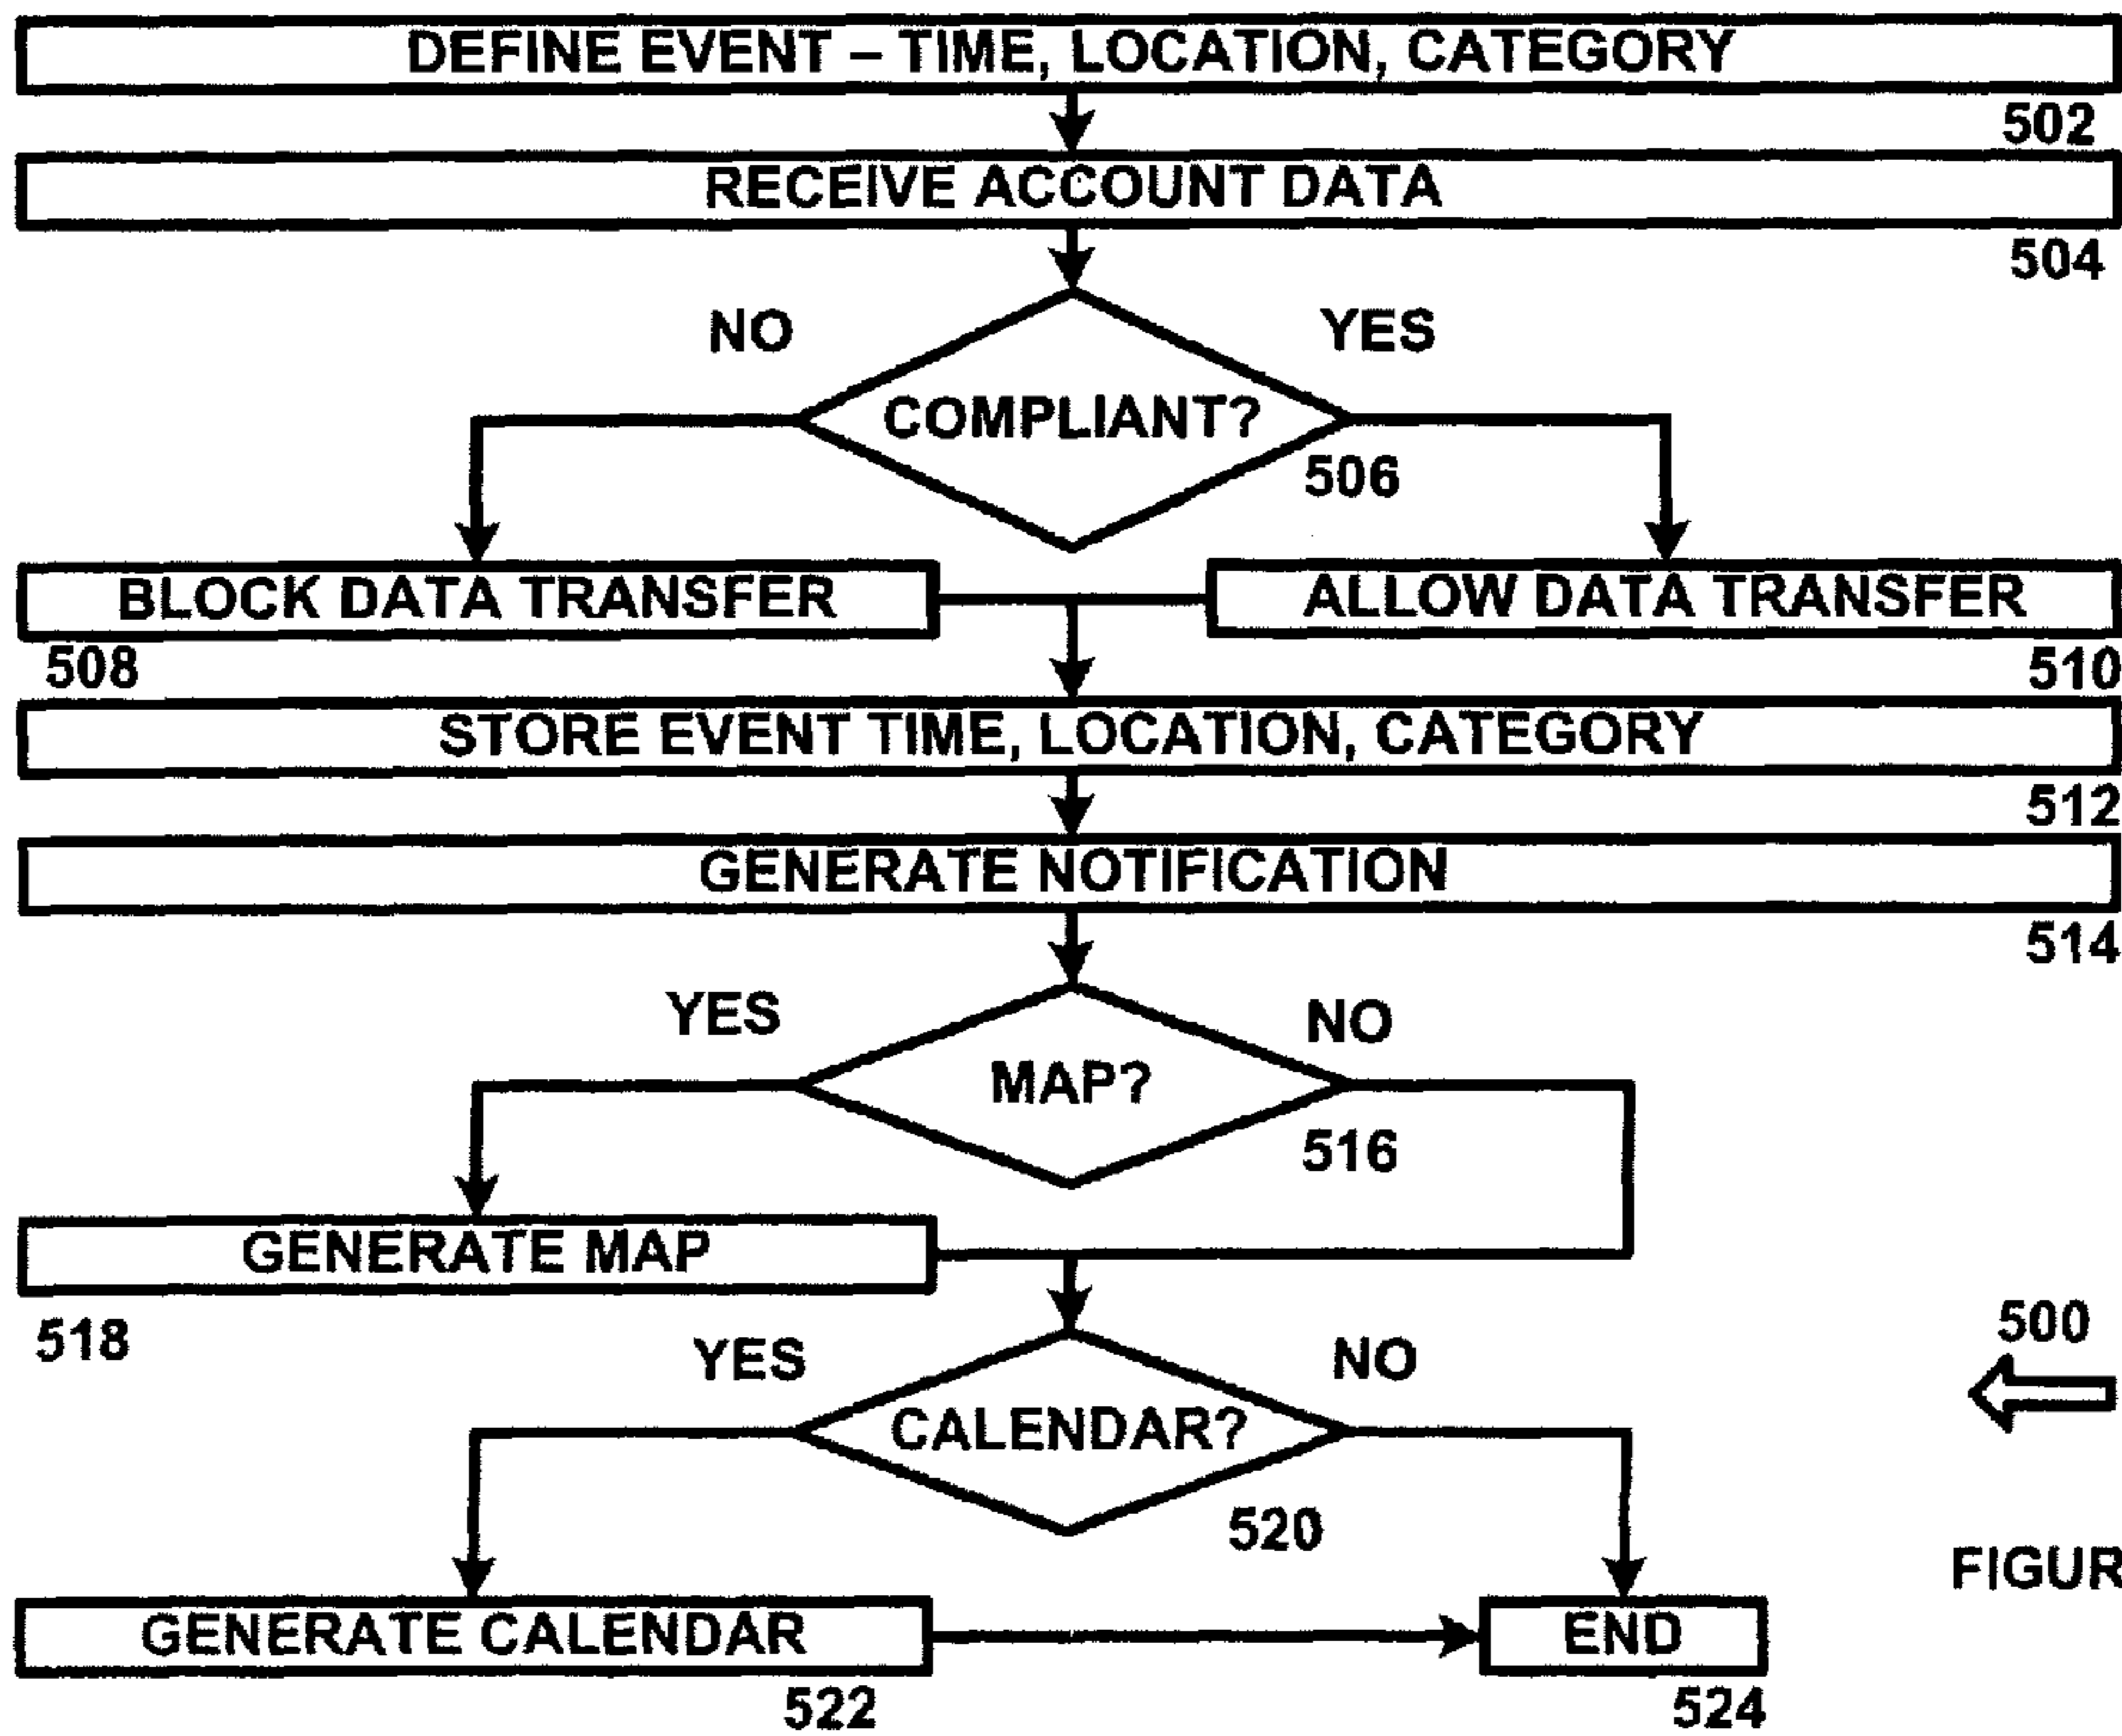 DEFINE EVENT – TIME, LOCATION, CATEGORY
502
RECEIVE ACCOUNT DATA
504
NO
YES
COMPLIANT?
506
BLOCK DATA TRANSFER
ALLOW DATA TRANSFER
508
510
STORE EVENT TIME, LOCATION, CATEGORY
512
GENERATE NOTIFICATION
514
YES
NO
MAP?
516
GENERATE MAP
518
500
YES
NO
CALENDAR?
520
FIGUR
GENERATE CALENDAR
END
522
524